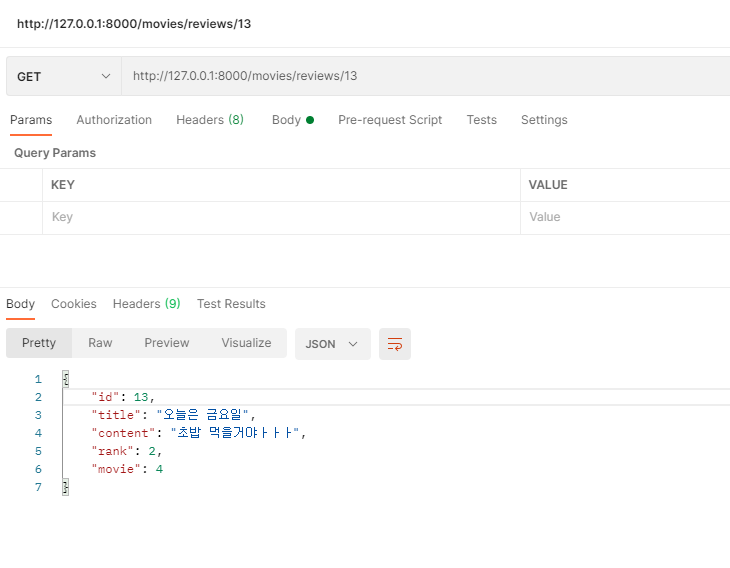 http://127.0.0.1:8000/movies/reviews/13
GET http://127.0.0.1:8000/movies/reviews/13
Params Authorization Headers (8) Body Pre-request Script Tests Settings
Query Params
KEY VALUE
Key Value
Body Cookies Headers (9) Test Results
Pretty Raw Preview Visualize JSON
1 {
2 "id": 13,
3 "title": "오늘은 금요일",
4 "content": "초밥 먹을거야ㅏㅏㅏ",
5 "rank": 2,
6 "movie": 4
7 }